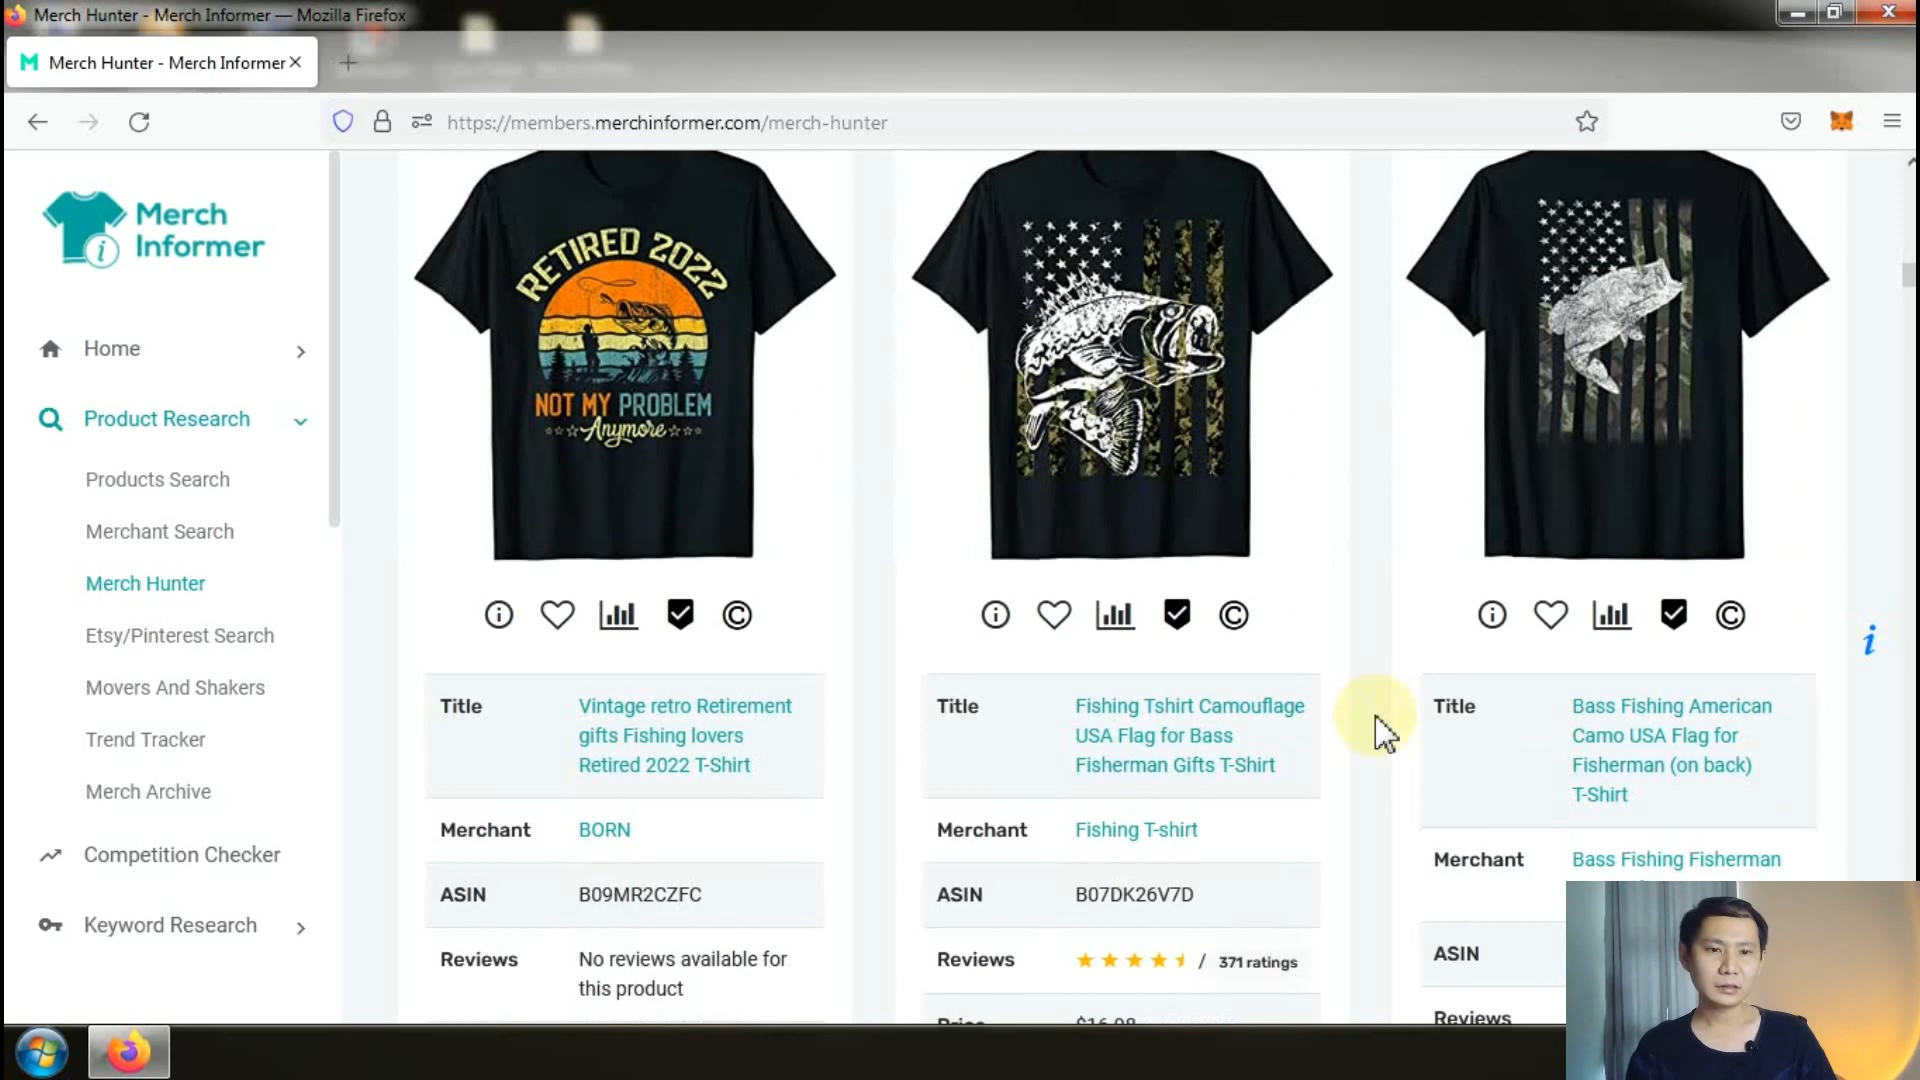 Merch Hunter - Merch Informer — Mozilla Firefox
Merch Hunter - Merch Informer
https://members.merchinformer.com/merch-hunter
Merch
Informer
Home
Product Research
Products Search
Merchant Search
Merch Hunter
Etsy/Pinterest Search
Movers And Shakers
Trend Tracker
Merch Archive
Competition Checker
Keyword Research
RETIRED 2022
NOT MY PROBLEM
Anymore
Title
Vintage retro Retirement
gifts Fishing lovers
Retired 2022 T-Shirt
Merchant
BORN
ASIN
B09MR2CZFC
Reviews
No reviews available for
this product
Title
Fishing Tshirt Camouflage
USA Flag for Bass
Fisherman Gifts T-Shirt
Merchant
Fishing T-shirt
ASIN
B07DK26V7D
Reviews
/ 371 ratings
Price
$16.98
Title
Bass Fishing American
Camo USA Flag for
Fisherman (on back)
T-Shirt
Merchant
Bass Fishing Fisherman
ASIN
Reviews